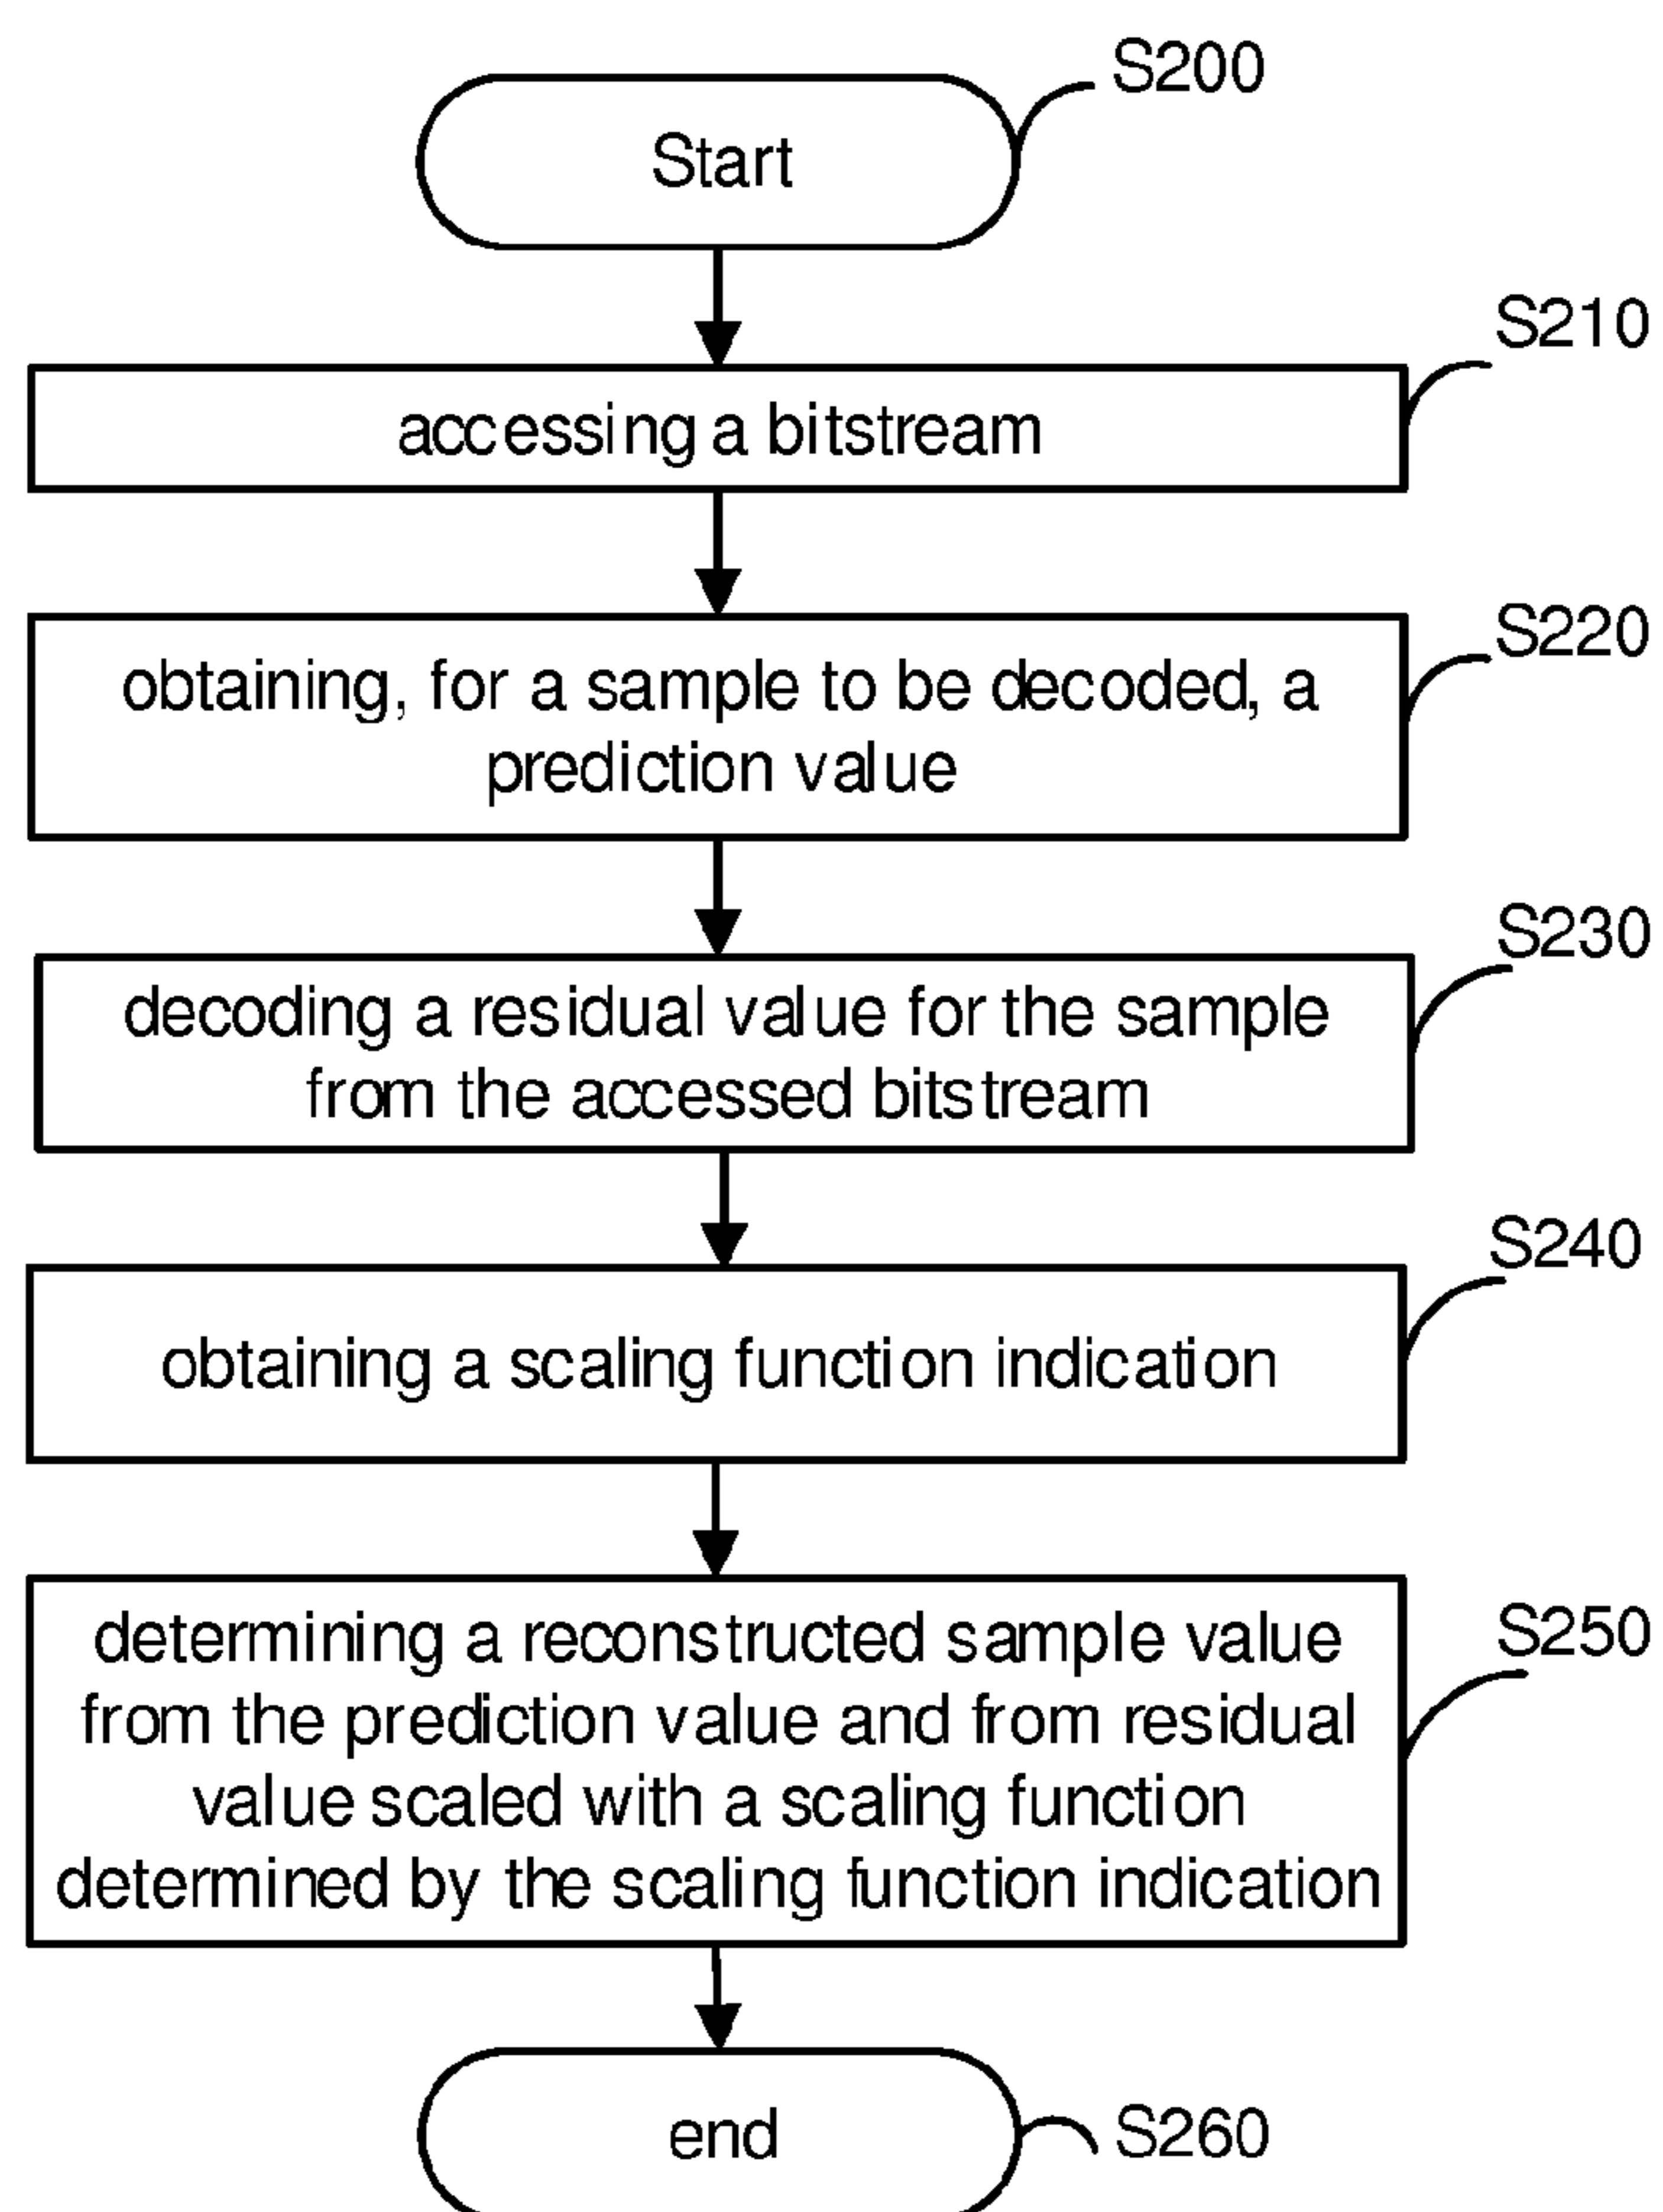 S200
Start
S210
accessing a bitstream
S220
obtaining, for a sample to be decoded, a
prediction value
S230
decoding a residual value for the sample
from the accessed bitstream
S240
obtaining a scaling function indication
S250
determining a reconstructed sample value
from the prediction value and from residual
value scaled with a scaling function
determined by the scaling function indication
end
S260